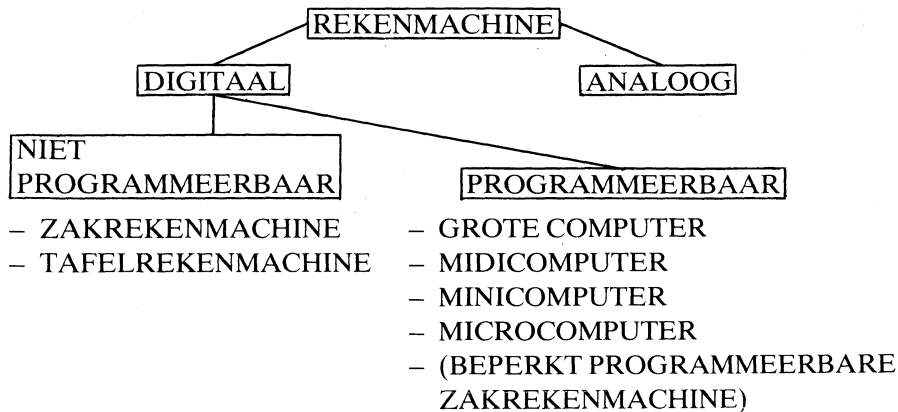 REKENMACHINE
DIGITAAL
ANALOOG
NIET
PROGRAMMEERBAAR
– ZAKREKENMACHINE
– TAFELREKENMACHINE
PROGRAMMEERBAAR
– GROTE COMPUTER
– MIDICOMPUTER
– MINICOMPUTER
– MICROCOMPUTER
– (BEPERKT PROGRAMMEERBARE
ZAKREKENMACHINE)